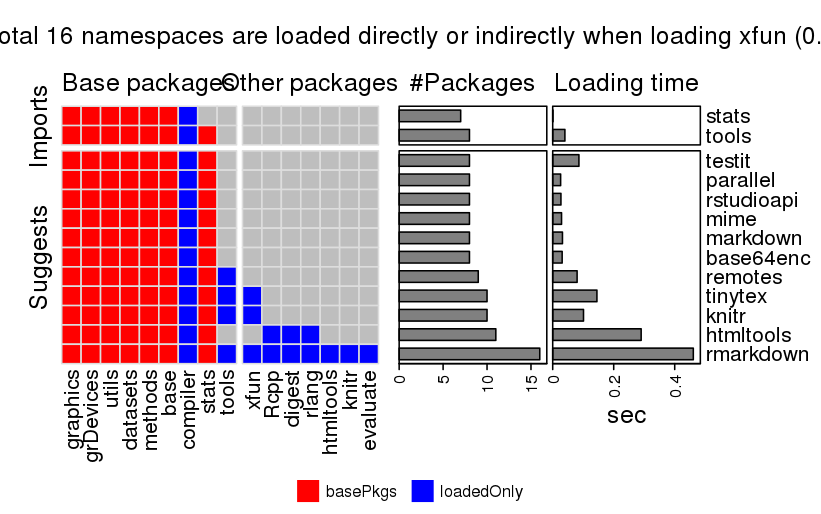 otal 16 namespaces are loaded directly or indirectly when loading xfun (0.
Base packages Other packages #Packages Loading time
Imports
Suggests
stats
tools
testit
parallel
rstudioapi
mime
markdown
base64enc
remotes
tinytex
knitr
htmltools
rmarkdown
graphics grDevices utils datasets methods base compiler stats tools xfun Rcpp digest rlang htmltools knitr evaluate
0 5 10 15 0 0.2 0.4
sec
basePkgs loadedOnly